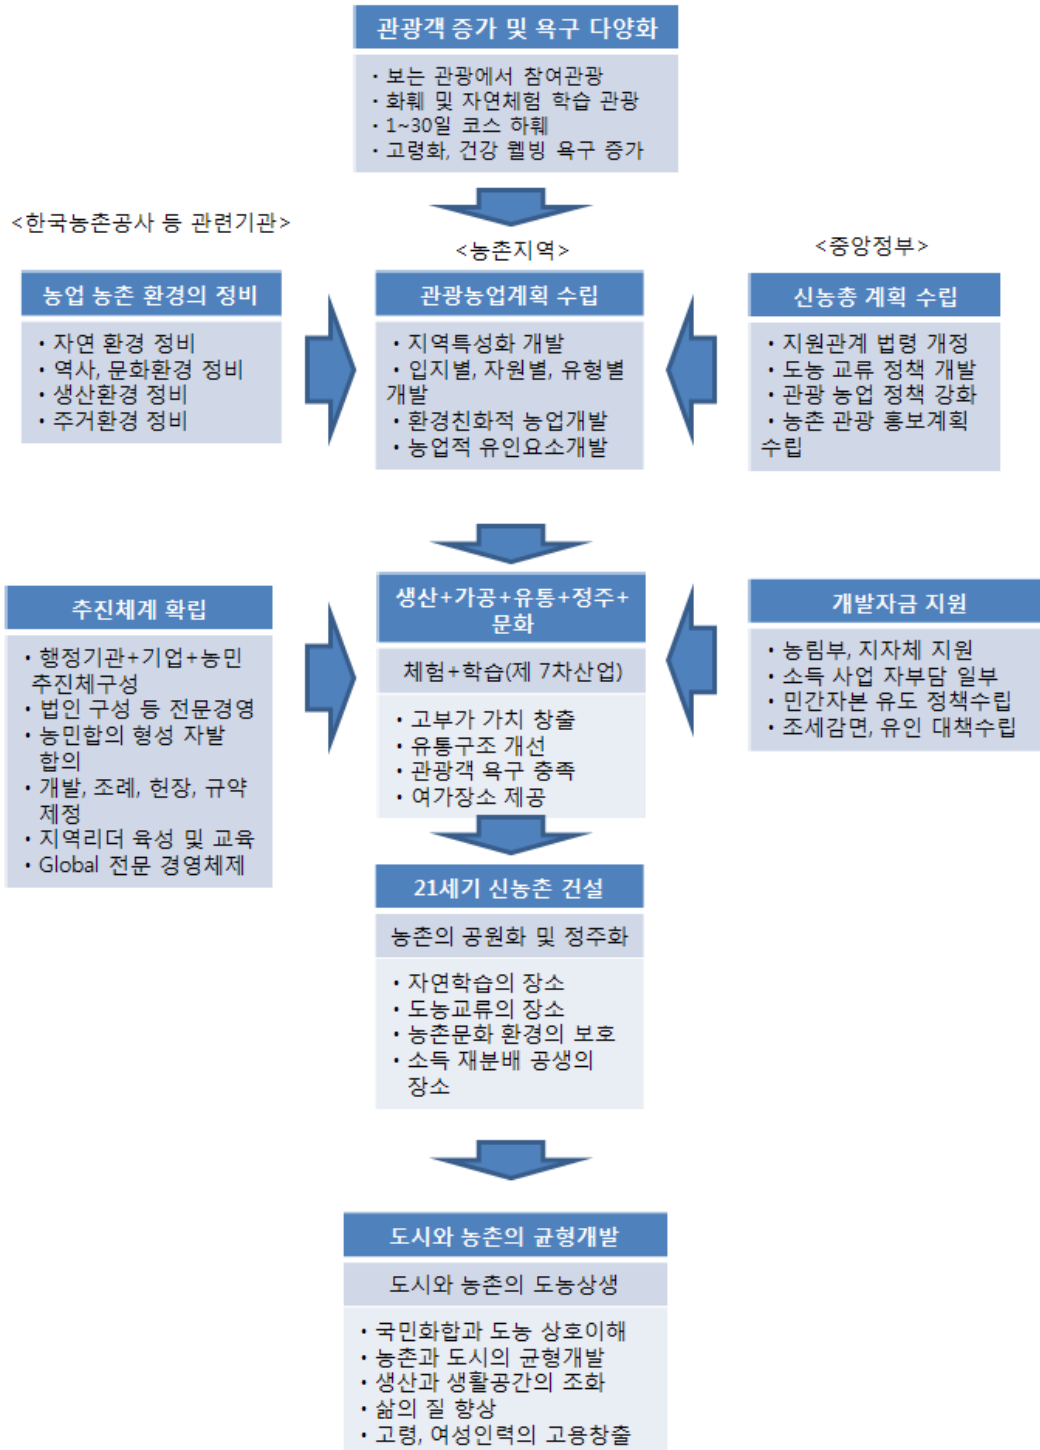 관광객 증가 및 욕구 다양화
· 보는 관광에서 참여관광
· 화훼 및 자연체험 학습 관광
· 1~30일 코스 하훼
· 고령화, 건강 웰빙 욕구 증가
<한국농촌공사 등 관련기관>
농업 농촌 환경의 정비
· 자연 환경 정비
· 역사, 문화환경 정비
· 생산환경 정비
· 주거환경 정비
<농촌지역>
관광농업계획 수립
· 지역특성화 개발
· 입지별, 자원별, 유형별
개발
· 환경친화적 농업개발
· 농업적 유인요소개발
<중앙정부>
신농총 계획 수립
· 지원관계 법령 개정
· 도농 교류 정책 개발
· 관광 농업 정책 강화
· 농촌 관광 홍보계획
수립
추진체계 확립
· 행정기관+기업+농민
추진체구성
· 법인 구성 등 전문경영
· 농민합의 형성 자발
합의
· 개발, 조례, 헌장, 규약
제정
· 지역리더 육성 및 교육
· Global 전문 경영체제
생산+가공+유통+정주+
문화
체험+학습(제 7차산업)
· 고부가 가치 창출
· 유통구조 개선
· 관광객 욕구 충족
· 여가장소 제공
개발자금 지원
· 농림부, 지자체 지원
· 소득 사업 자부담 일부
· 민간자본 유도 정책수립
· 조세감면, 유인 대책수립
21세기 신농촌 건설
농촌의 공원화 및 정주화
· 자연학습의 장소
· 도농교류의 장소
· 농촌문화 환경의 보호
· 소득 재분배 공생의
장소
도시와 농촌의 균형개발
도시와 농촌의 도농상생
· 국민화합과 도농 상호이해
· 농촌과 도시의 균형개발
· 생산과 생활공간의 조화
· 삶의 질 향상
· 고령, 여성인력의 고용창출